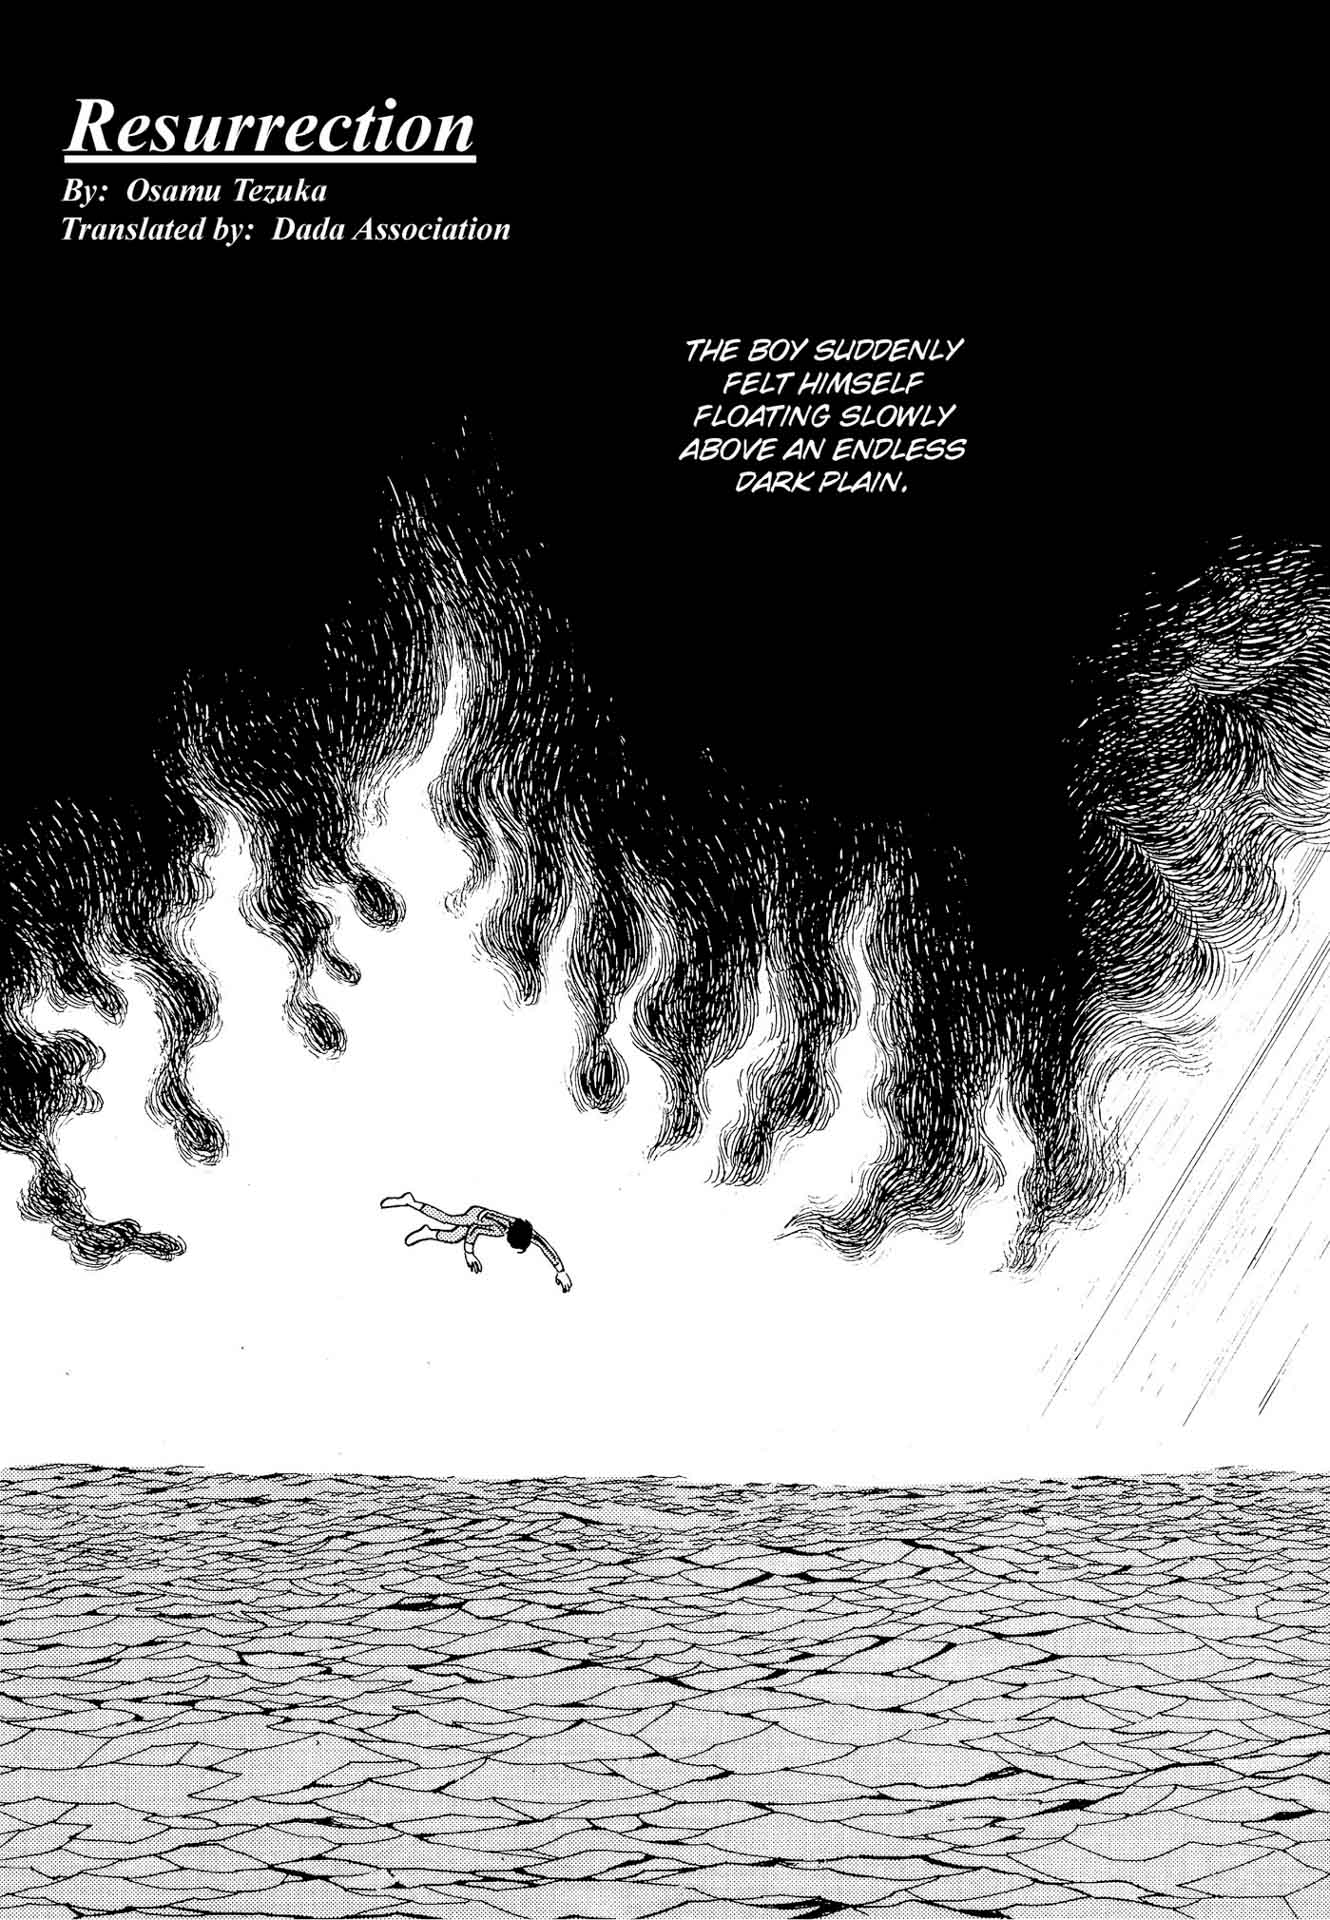 Resurrection
By: Osamu Tezuka
Translated by: Dada Association
THE BOY SUDDENLY
FELT HIMSELF
FLOATING SLOWLY
ABOVE AN ENDLESS
DARK PLAIN.